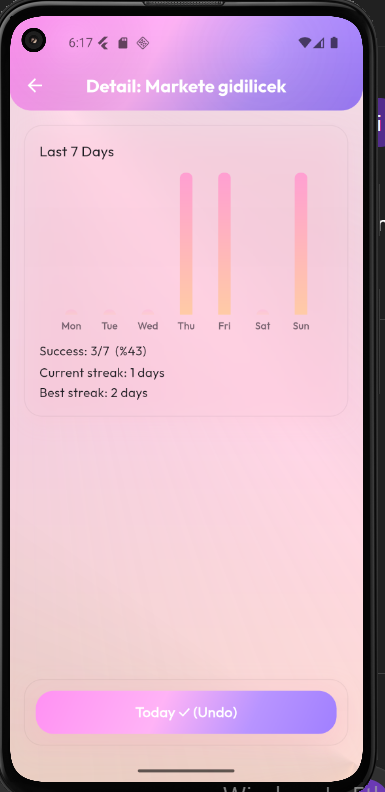 6:17
Detail: Markete gidilicek
Last 7 Days
Mon Tue Wed Thu Fri Sat Sun
Success: 3/7 (%43)
Current streak: 1 days
Best streak: 2 days
Today ✓ (Undo)